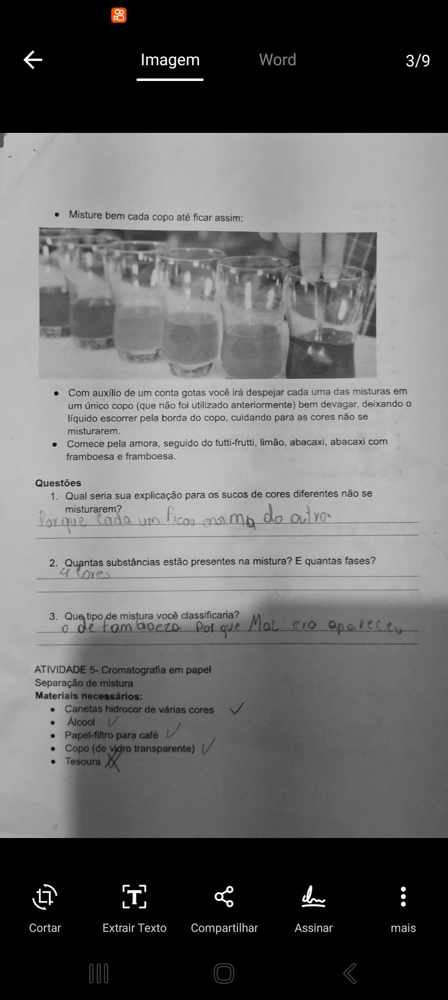 Imagem
Word
3/9
• Misture bem cada copo até ficar assim:
• Com auxílio de um conta gotas você irá despejar cada uma das misturas em
um único copo (que não foi utilizado anteriormente) bem devagar, deixando o
líquido escorrer pela borda do copo, cuidando para as cores não se
misturarem.
• Comece pela amora, seguido do tutti-frutti, limão, abacaxi, abacaxi com
framboesa e framboesa.
Questões
1. Qual seria sua explicação para os sucos de cores diferentes não se
misturarem?
Porque cada um ficou do outro.
2. Quantas substâncias estão presentes na mistura? E quantas fases?
4 Cores
3. Que tipo de mistura você classificaria?
o de Porque Mal era apareceu
ATIVIDADE 5- Cromatografia em papel
Separação de mistura
Materiais necessários:
• Canetas hidrocor de várias cores
• Álcool
• Papel-filtro para café
• Copo (de vidro transparente)
• Tesoura
Cortar
Extrair Texto
Compartilhar
Assinar
mais